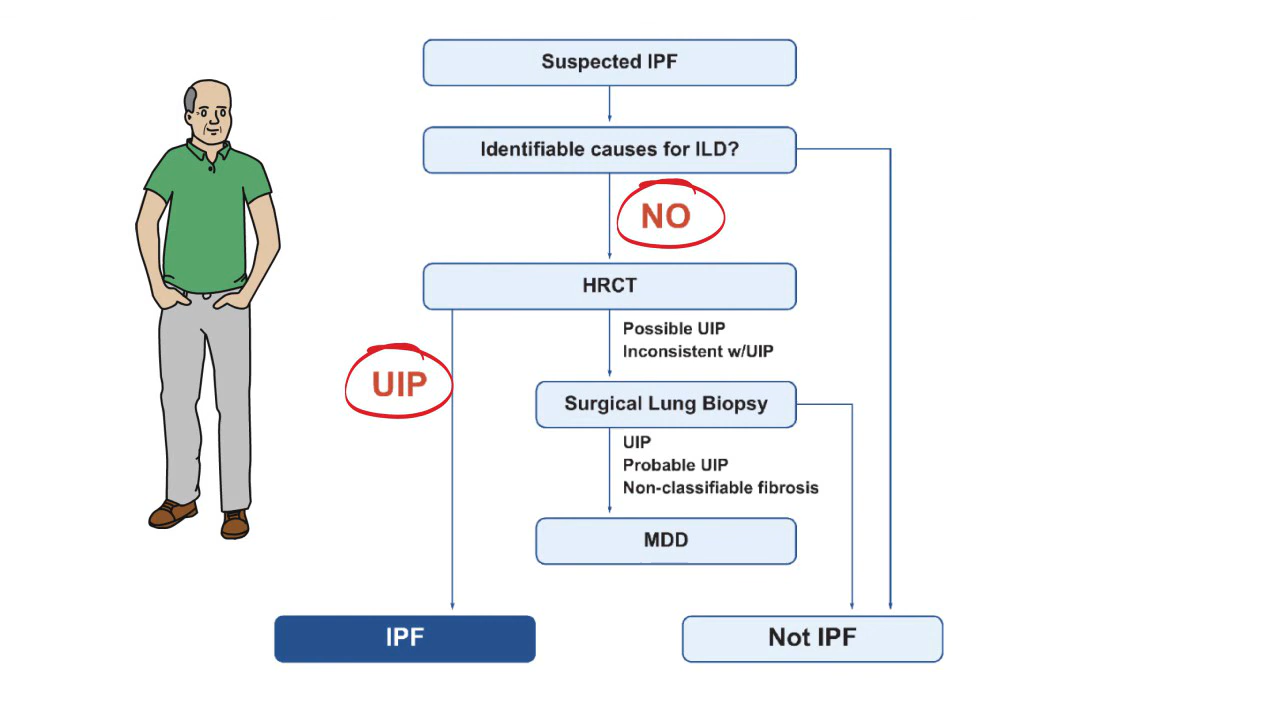 Suspected IPF
Identifiable causes for ILD?
NO
HRCT
Possible UIP
Inconsistent w/UIP
UIP
Surgical Lung Biopsy
UIP
Probable UIP
Non-classifiable fibrosis
MDD
IPF
Not IPF